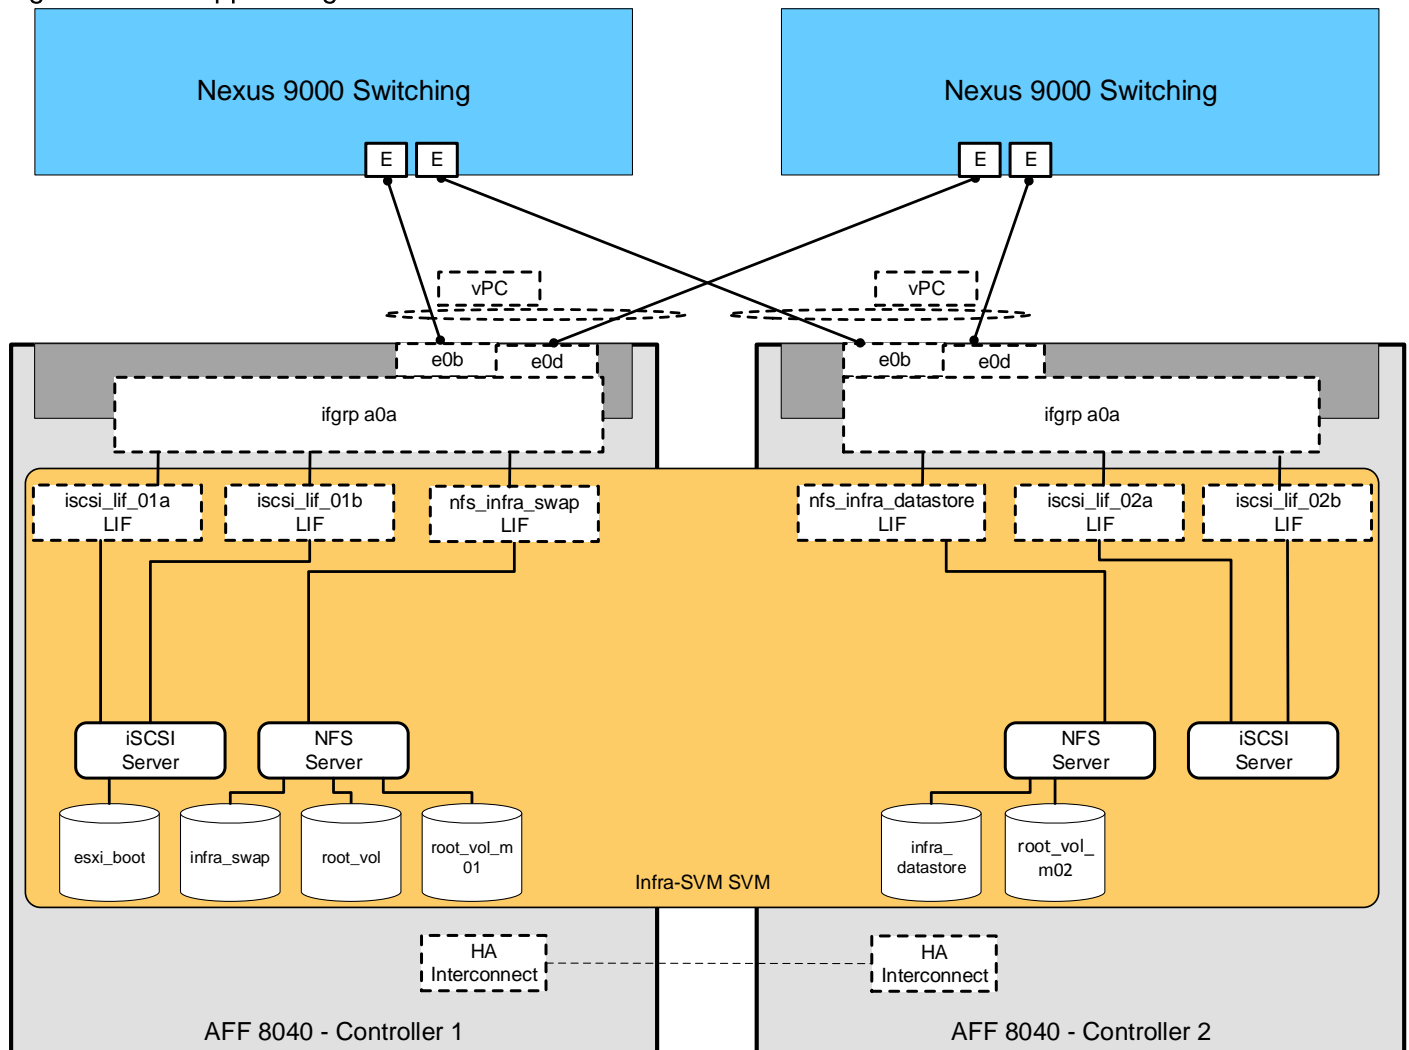 Nexus 9000 Switching
Nexus 9000 Switching
E
E
E
E
vPC
vPC
e0b
e0d
e0b
e0d
ifgrp a0a
ifgrp a0a
iscsi_lif_01a
LIF
iscsi_lif_01b
LIF
nfs_infra_swap
LIF
nfs_infra_datastore
LIF
iscsi_lif_02a
LIF
iscsi_lif_02b
LIF
iSCSI
Server
NFS
Server
NFS
Server
iSCSI
Server
esxi_boot
infra_swap
root_vol
root_vol_m
01
infra_
datastore
root_vol_
m02
Infra-SVM SVM
HA
Interconnect
HA
Interconnect
AFF 8040 - Controller 1
AFF 8040 - Controller 2